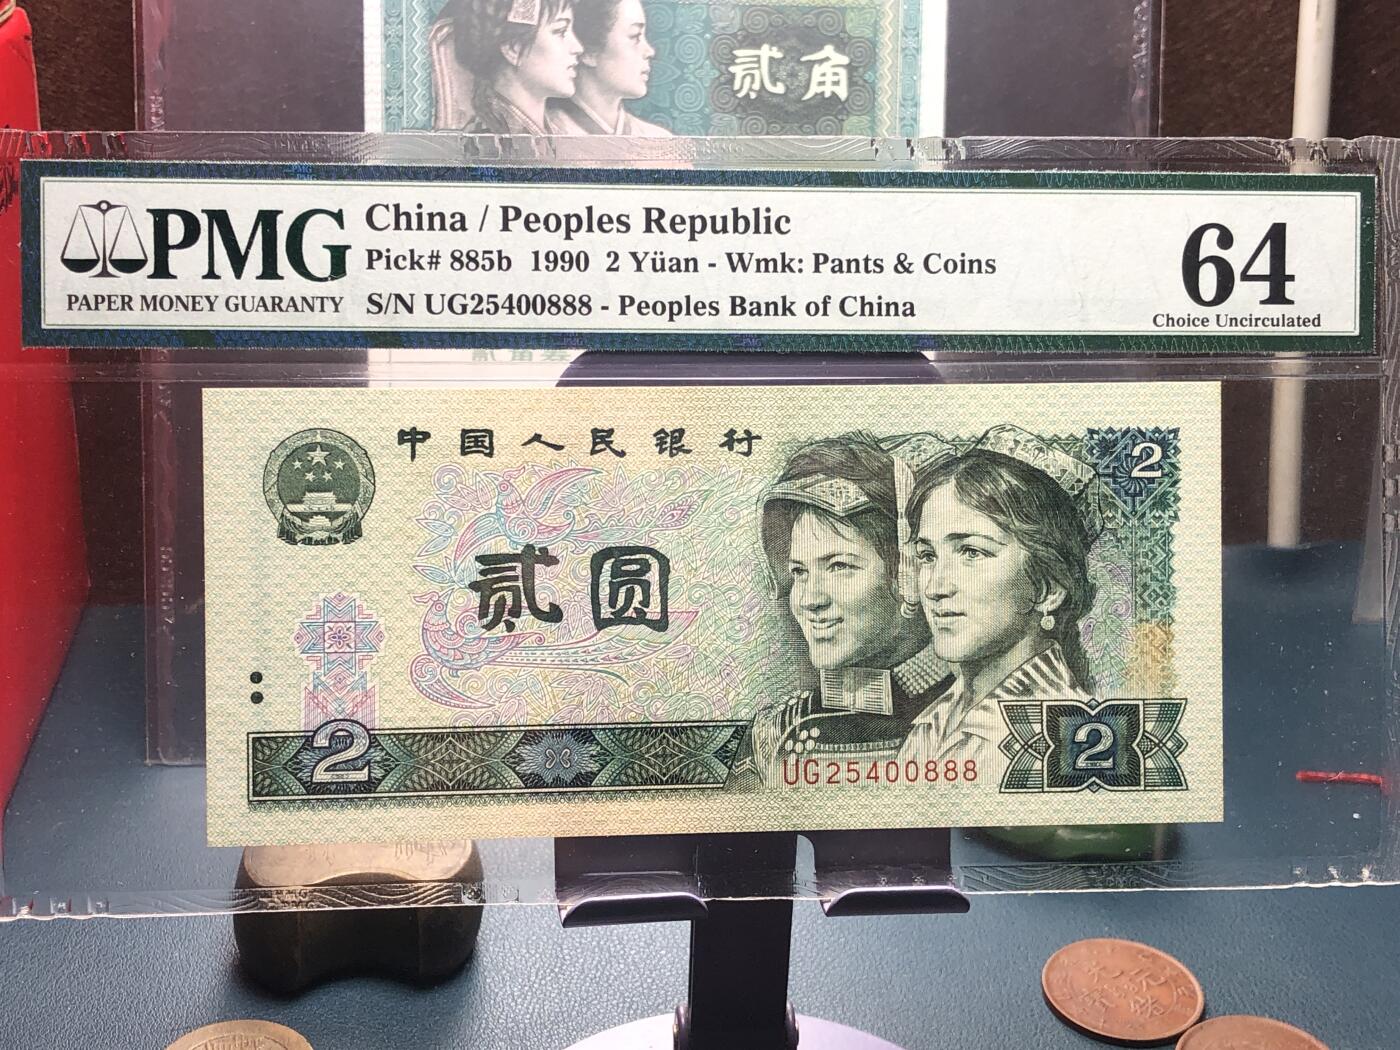 贰角
PMG
PAPER MONEY GUARANTY
China / Peoples Republic
Pick# 885b 1990 2 Yüan - Wmk: Pants & Coins
S/N UG25400888 - Peoples Bank of China
64
Choice Uncirculated
中国人民银行
2
贰圆
2
UG25400888
2